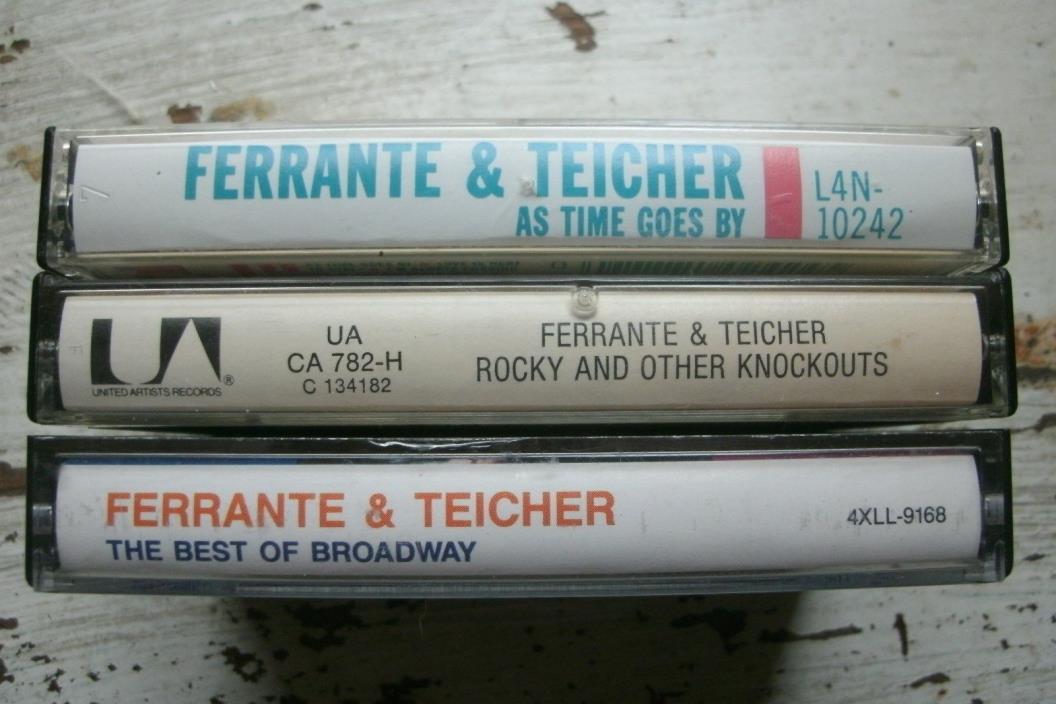 FERRANTE & TEICHER
AS TIME GOES BY
L4N-
10242
UA
UNITED ARTISTS RECORDS®
UA
CA 782-H
C 134182
FERRANTE & TEICHER
ROCKY AND OTHER KNOCKOUTS
FERRANTE & TEICHER
THE BEST OF BROADWAY
4XLL-9168